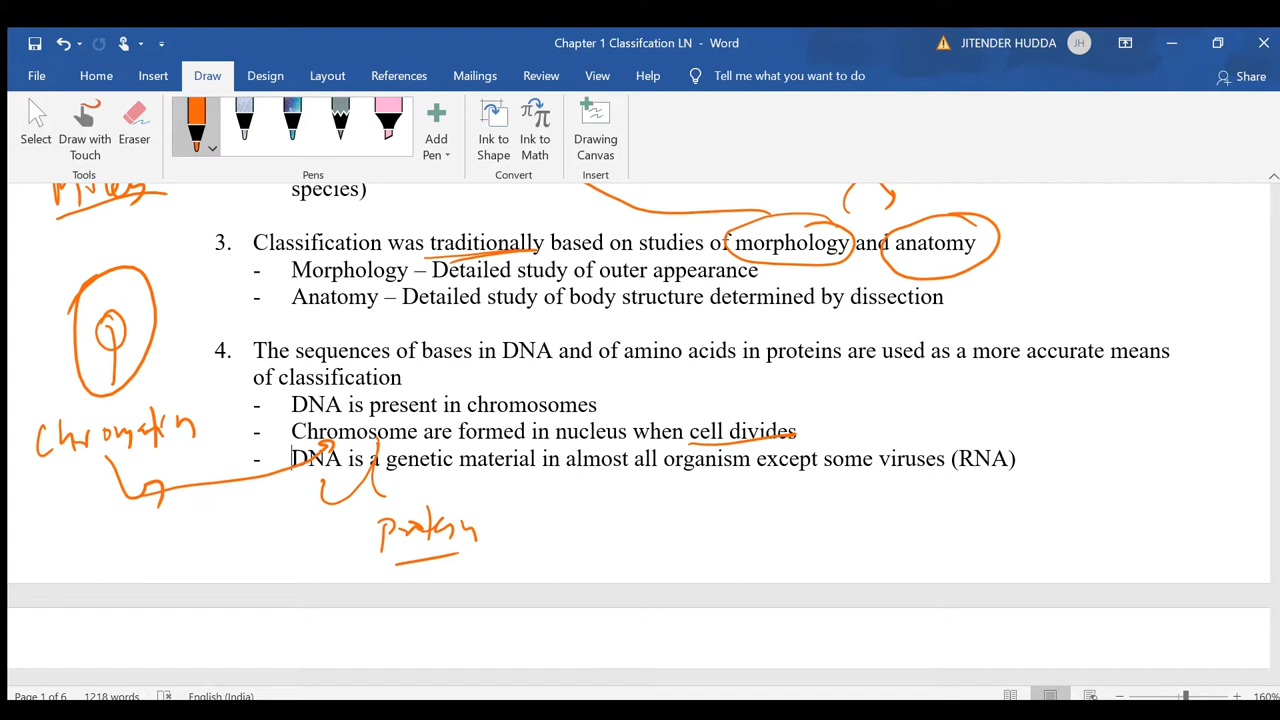 Chapter 1 Classifcation LN - Word
JITENDER HUDDA
JH
File Home Insert Draw Design Layout References Mailings Review View Help Tell me what you want to do
Share
Select Draw with Touch Eraser
Add Pen
Ink to Shape Ink to Math
Drawing Canvas
Tools Pens Convert Insert
species)
3. Classification was traditionally based on studies of morphology and anatomy
- Morphology – Detailed study of outer appearance
- Anatomy – Detailed study of body structure determined by dissection
4. The sequences of bases in DNA and of amino acids in proteins are used as a more accurate means
of classification
- DNA is present in chromosomes
Chromatin
- Chromosome are formed in nucleus when cell divides
- DNA is a genetic material in almost all organism except some viruses (RNA)
Protein
Page 1 of 6 1218 words English (India) 160%